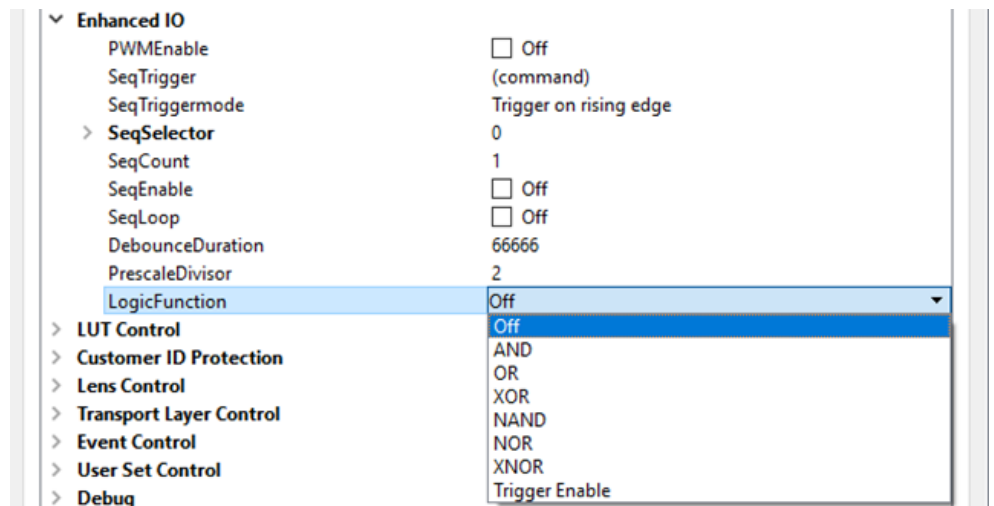 Enhanced IO
PWMEnable Off
SeqTrigger (command)
SeqTriggermode Trigger on rising edge
SeqSelector 0
SeqCount 1
SeqEnable Off
SeqLoop Off
DebounceDuration 66666
PrescaleDivisor 2
LogicFunction Off
LUT Control Off
Customer ID Protection AND
Lens Control OR
XOR
Transport Layer Control NAND
Event Control NOR
User Set Control XNOR
Debug Trigger Enable